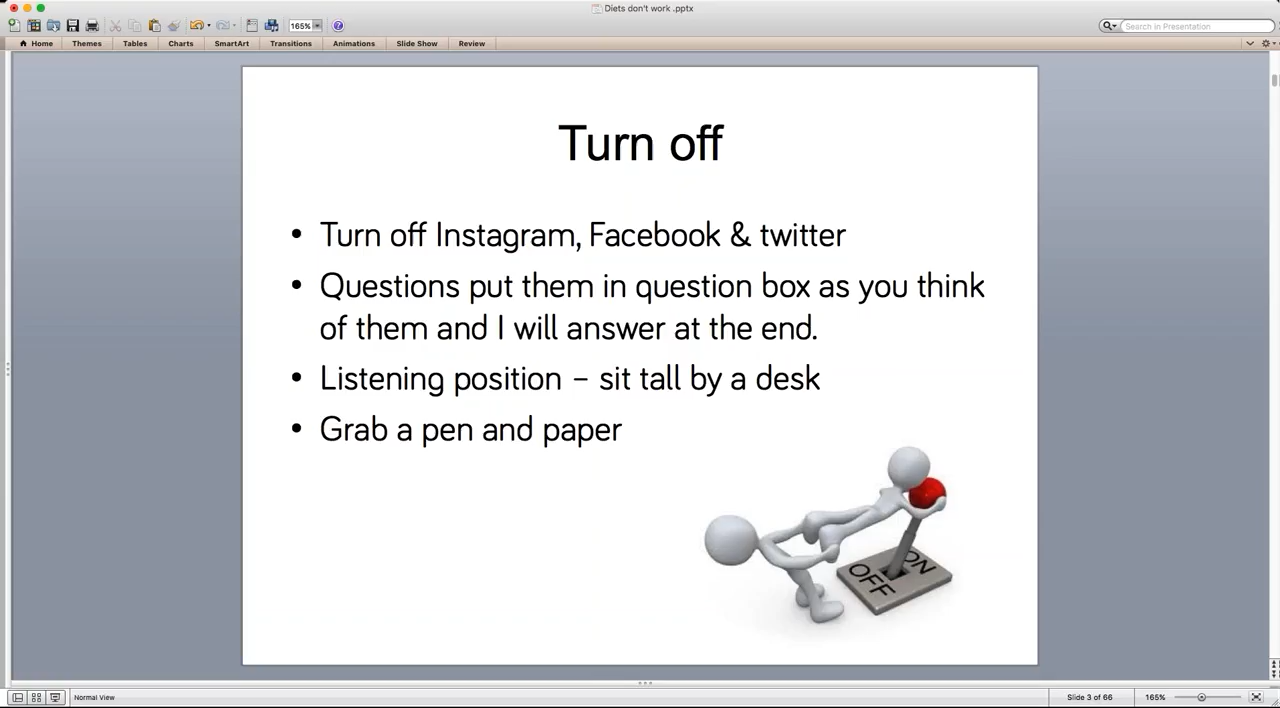 Diets don't work .pptx
165%
Search in Presentation
Home Themes Tables Charts SmartArt Transitions Animations Slide Show Review
Turn off
• Turn off Instagram, Facebook & twitter
• Questions put them in question box as you think
of them and I will answer at the end.
• Listening position – sit tall by a desk
• Grab a pen and paper
ON
OFF
Normal View
Slide 3 of 66
165%